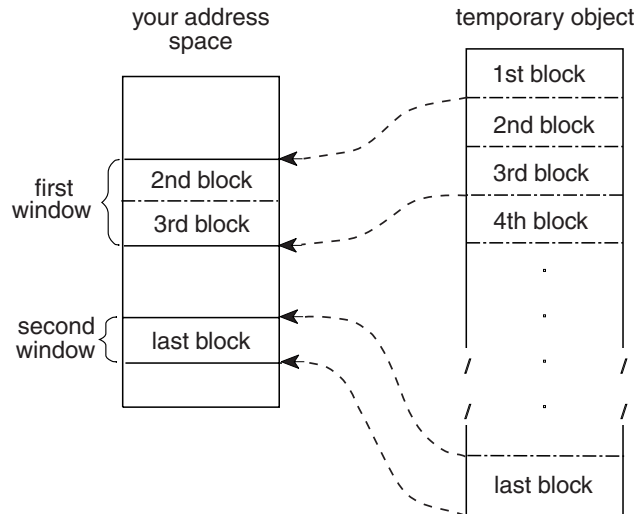 your address
space
temporary object
1st block
2nd block
3rd block
4th block
last block
first
window
2nd block
3rd block
second
window
last block